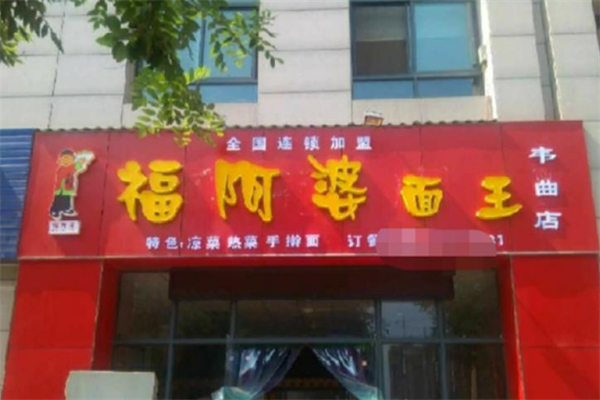 全国连锁加盟
福阿婆面王
韦曲店
特色:凉菜热菜手擀面 订餐